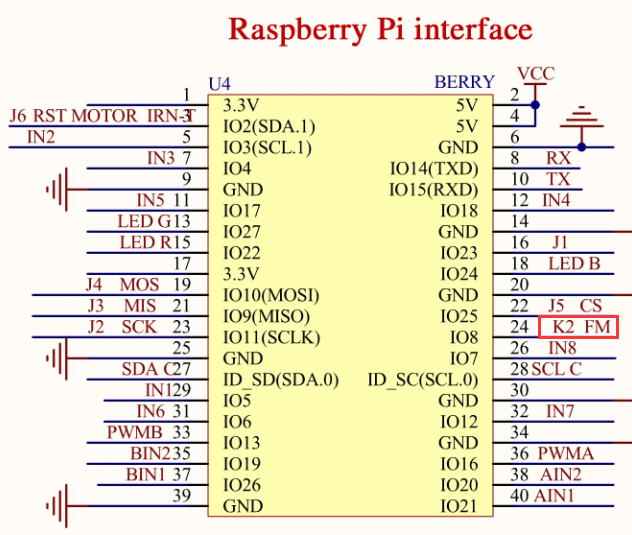 Raspberry Pi interface
U4 BERRY VCC
1 3.3V 5V 2
J6 RST MOTOR IRN-T 3 IO2(SDA.1) 5V 4
IN2 5 IO3(SCL.1) GND 6
IN3 7 IO4 IO14(TXD) 8 RX
9 GND IO15(RXD) 10 TX
IN5 11 IO17 IO18 12 IN4
LED G 13 IO27 GND 14
LED R 15 IO22 IO23 16 J1
17 3.3V IO24 18 LED B
J4 MOS 19 IO10(MOSI) GND 20
J3 MIS 21 IO9(MISO) IO25 22 J5 CS
J2 SCK 23 IO11(SCLK) IO8 24 K2 FM
25 GND IO7 26 IN8
SDA C 27 ID_SD(SDA.0) ID_SC(SCL.0) 28 SCL C
IN1 29 IO5 GND 30
IN6 31 IO6 IO12 32 IN7
PWMB 33 IO13 GND 34
BIN2 35 IO19 IO16 36 PWMA
BIN1 37 IO26 IO20 38 AIN2
39 GND IO21 40 AIN1